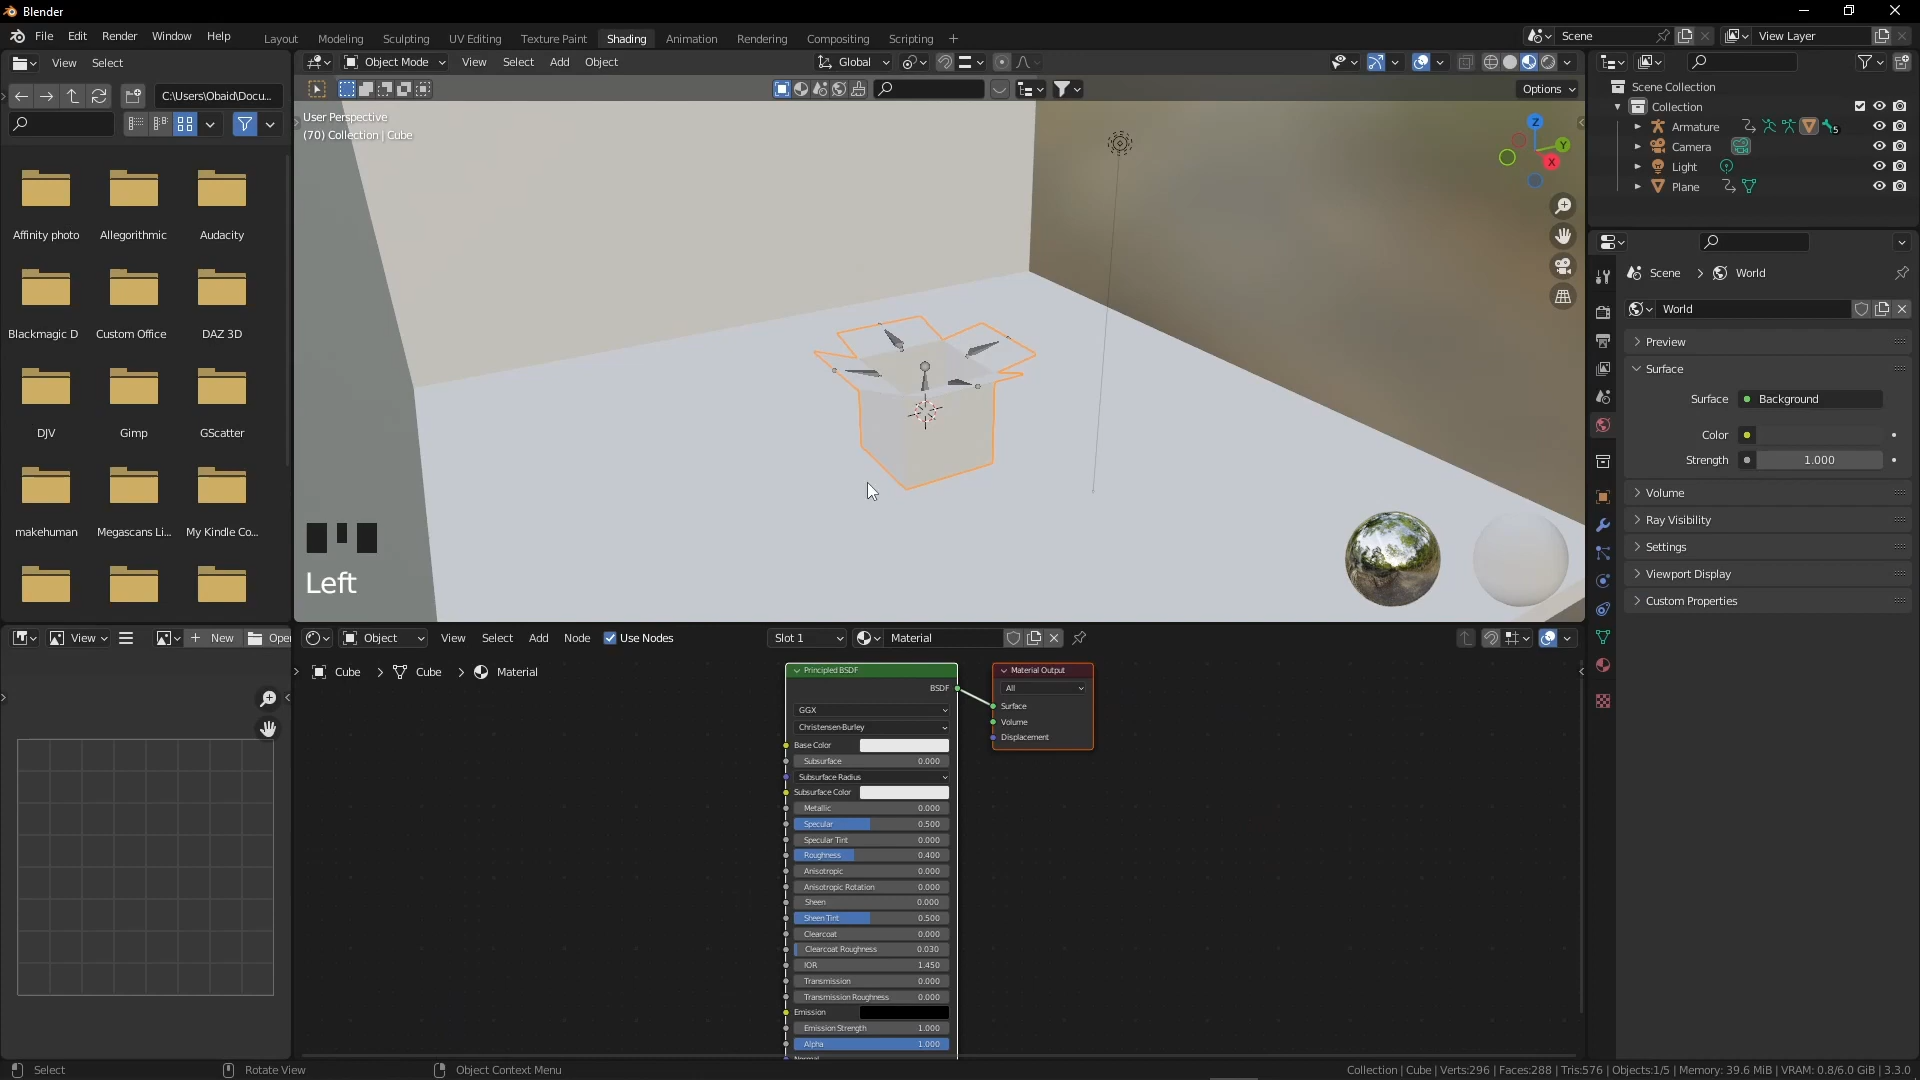 Blender
File Edit Render Window Help
Layout Modeling Sculpting UV Editing Texture Paint Shading Animation Rendering Compositing Scripting +
Scene
View Layer
View Select
Object Mode View Select Add Object
Global
C:\Users\Obaid\Docu...
Options
User Perspective
(70) Collection | Cube
Z
Y
X
Scene Collection
Collection
Armature
5
Camera
Light
Plane
Affinity photo Allegorithmic Audacity
Blackmagic D Custom Office DAZ 3D
DJV Gimp GScatter
makehuman Megascans Li... My Kindle Co...
Scene > World
World
Preview
Surface
Surface Background
Color
Strength 1.000
Volume
Ray Visibility
Settings
Viewport Display
Custom Properties
Left
View New Open
Object View Select Add Node Use Nodes
Slot 1 Material
Cube > Cube > Material
Principled BSDF
BSDF
GGX
Christensen-Burley
Base Color
Subsurface 0.000
Subsurface Radius
Subsurface Color
Metallic 0.000
Specular 0.500
Specular Tint 0.000
Roughness 0.400
Anisotropic 0.000
Anisotropic Rotation 0.000
Sheen 0.000
Sheen Tint 0.500
Clearcoat 0.000
Clearcoat Roughness 0.030
IOR 1.450
Transmission 0.000
Transmission Roughness 0.000
Emission
Emission Strength 1.000
Alpha 1.000
Normal
Material Output
All
Surface
Volume
Displacement
Select Rotate View Object Context Menu
Collection | Cube | Verts:296 | Faces:288 | Tris:576 | Objects:1/5 | Memory: 39.6 MiB | VRAM: 0.8/6.0 GiB | 3.3.0